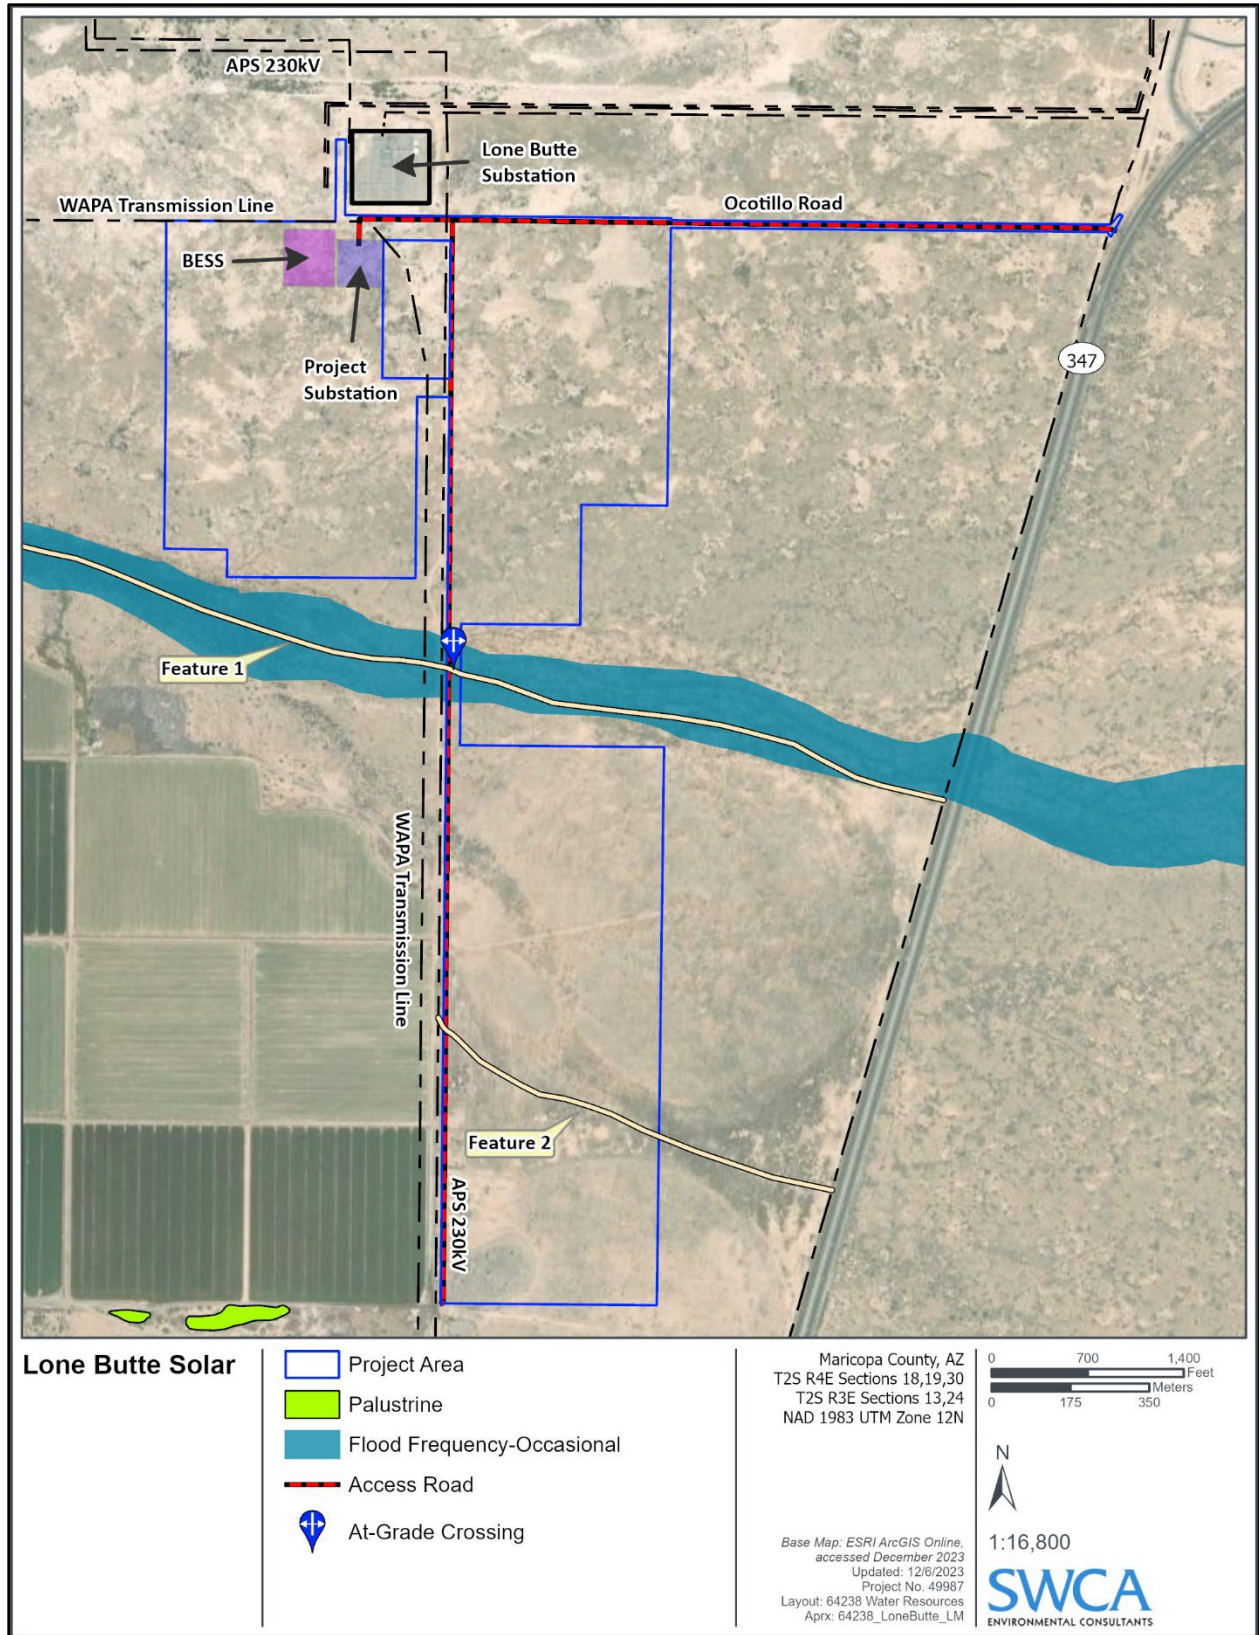 APS 230kV
Lone Butte
Substation
WAPA Transmission Line
Ocotillo Road
BESS
Project
Substation
347
Feature 1
WAPA Transmission Line
Feature 2
APS 230kV
Lone Butte Solar
Project Area
Palustrine
Flood Frequency-Occasional
Access Road
At-Grade Crossing
Maricopa County, AZ
T2S R4E Sections 18,19,30
T2S R3E Sections 13,24
NAD 1983 UTM Zone 12N
Base Map: ESRI ArcGIS Online,
accessed December 2023
Updated: 12/6/2023
Project No. 49987
Layout: 64238 Water Resources
Aprx: 64238_LoneButte_LM
0 700 1,400
Feet
Meters
0 175 350
N
1:16,800
SWCA
ENVIRONMENTAL CONSULTANTS